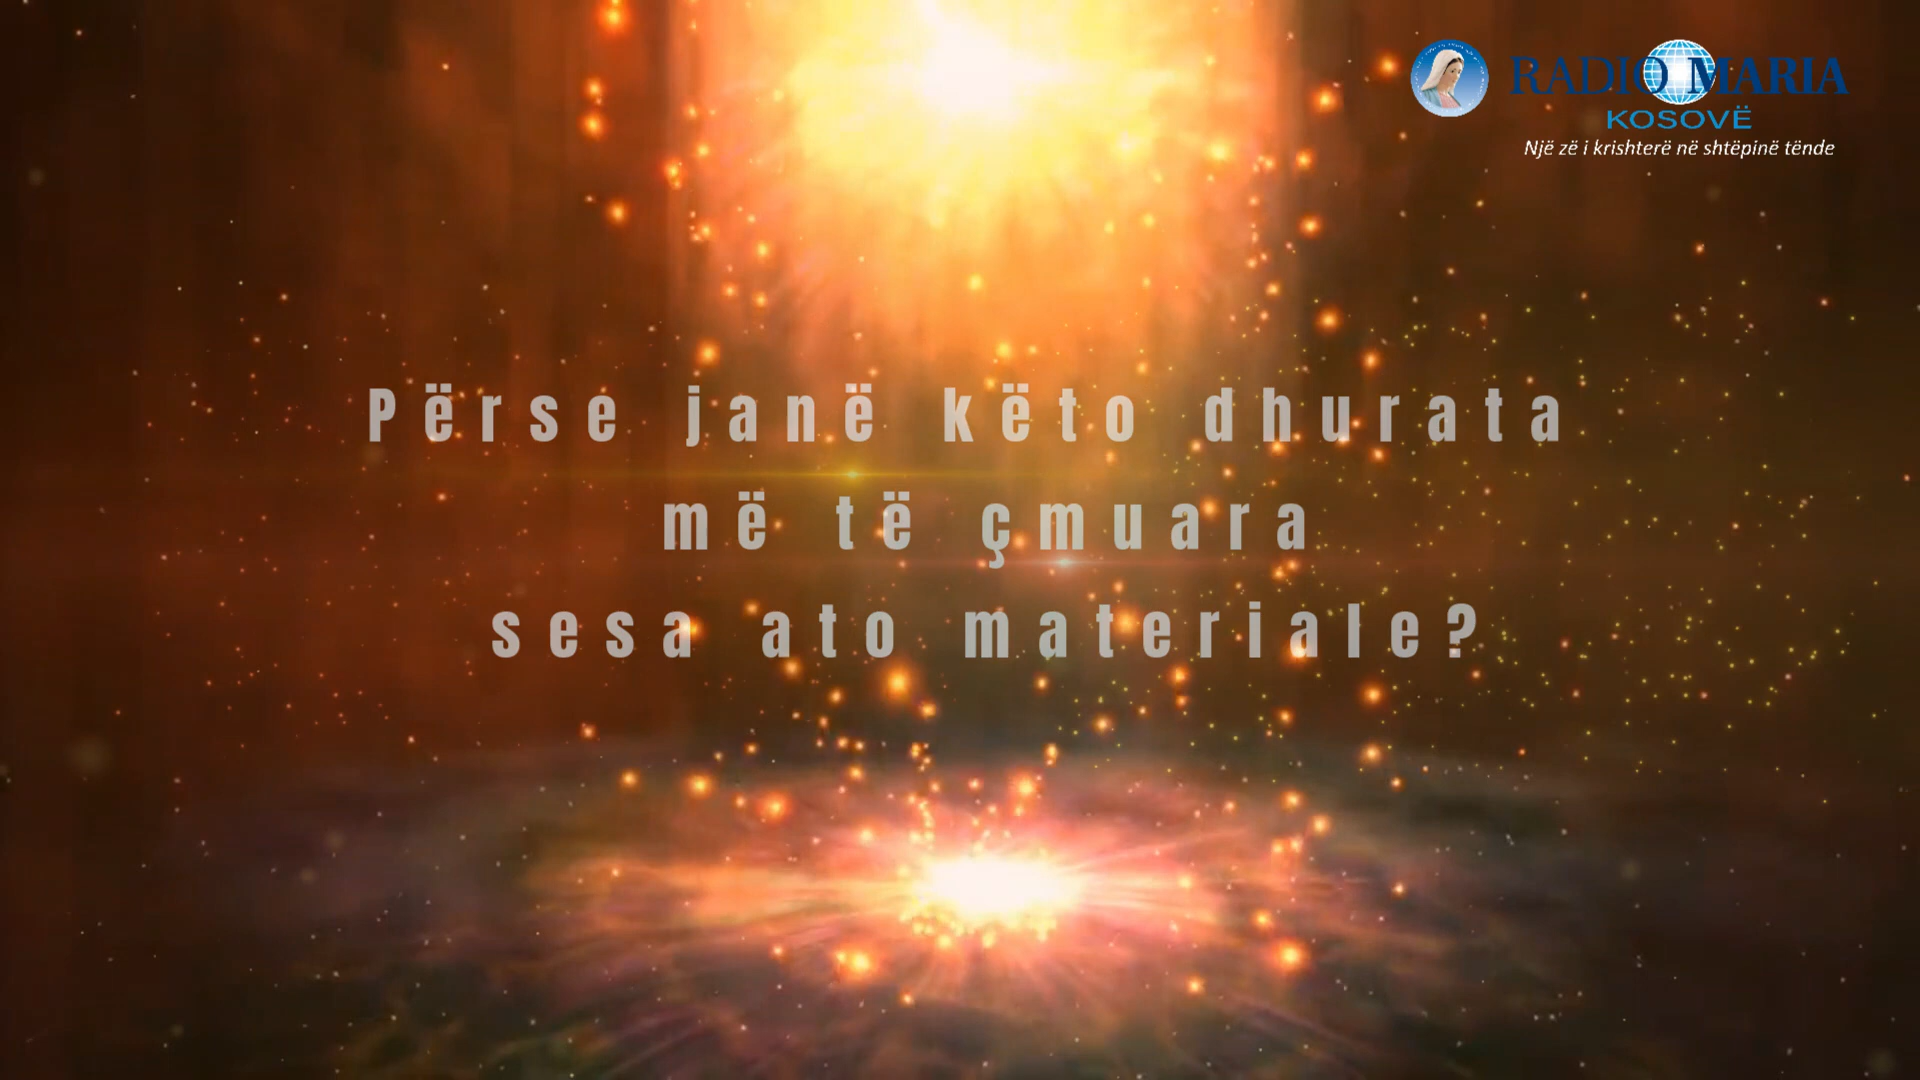 RADIO MARIA
KOSOVË
Një zë i krishterë në shtëpinë tënde
Përse janë këto dhurata
më të çmuara
sesa ato materiale?